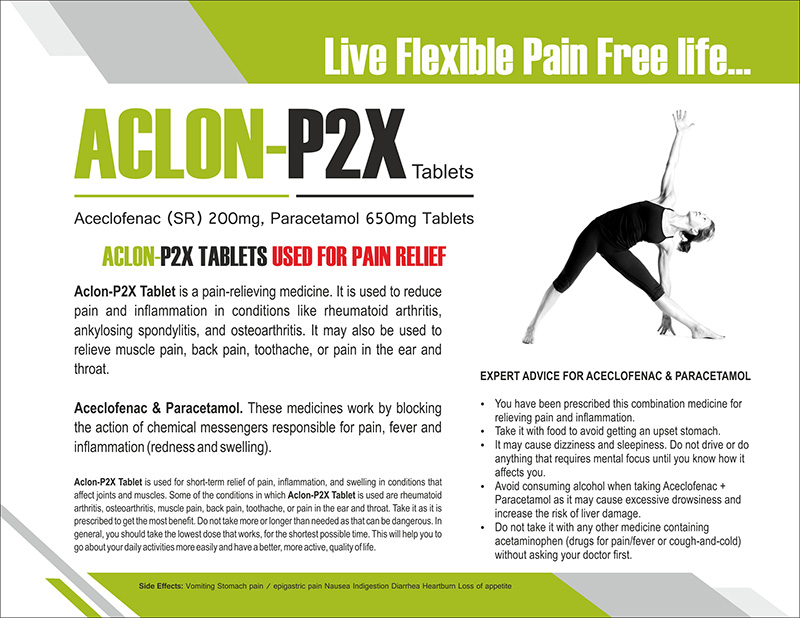 Live Flexible Pain Free life...
ACLON-P2X Tablets
Aceclofenac (SR) 200mg, Paracetamol 650mg Tablets
ACLON-P2X TABLETS USED FOR PAIN RELIEF
Aclon-P2X Tablet is a pain-relieving medicine. It is used to reduce
pain and inflammation in conditions like rheumatoid arthritis,
ankylosing spondylitis, and osteoarthritis. It may also be used to
relieve muscle pain, back pain, toothache, or pain in the ear and
throat.
Aceclofenac & Paracetamol. These medicines work by blocking
the action of chemical messengers responsible for pain, fever and
inflammation (redness and swelling).
Aclon-P2X Tablet is used for short-term relief of pain, inflammation, and swelling in conditions that
affect joints and muscles. Some of the conditions in which Aclon-P2X Tablet is used are rheumatoid
arthritis, osteoarthritis, muscle pain, back pain, toothache, or pain in the ear and throat. Take it as it is
prescribed to get the most benefit. Do not take more or longer than needed as that can be dangerous. In
general, you should take the lowest dose that works, for the shortest possible time. This will help you to
go about your daily activities more easily and have a better, more active, quality of life.
EXPERT ADVICE FOR ACECLOFENAC & PARACETAMOL
• You have been prescribed this combination medicine for
relieving pain and inflammation.
• Take it with food to avoid getting an upset stomach.
• It may cause dizziness and sleepiness. Do not drive or do
anything that requires mental focus until you know how it
affects you.
• Avoid consuming alcohol when taking Aceclofenac +
Paracetamol as it may cause excessive drowsiness and
increase the risk of liver damage.
• Do not take it with any other medicine containing
acetaminophen (drugs for pain/fever or cough-and-cold)
without asking your doctor first.
Side Effects: Vomiting Stomach pain / epigastric pain Nausea Indigestion Diarrhea Heartburn Loss of appetite